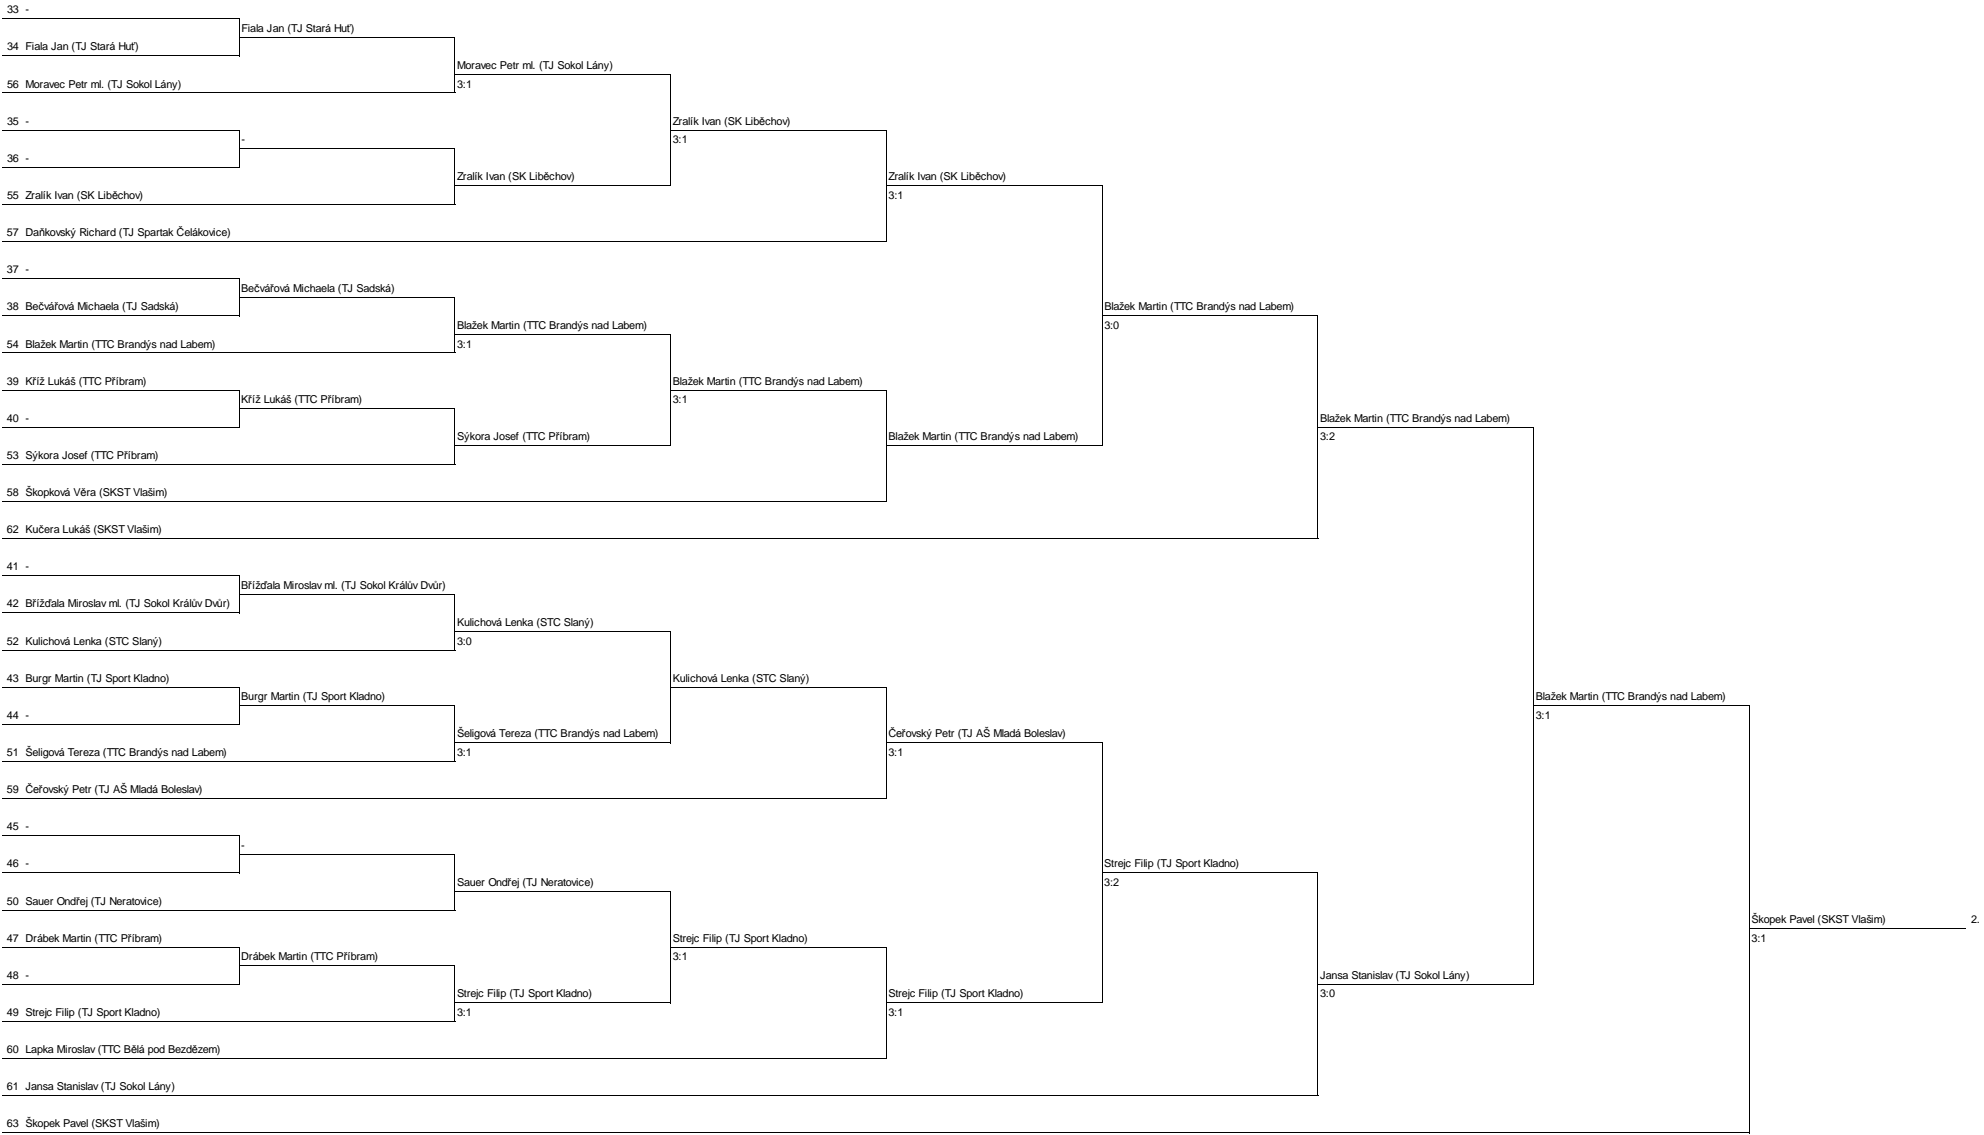 33 -
Fiala Jan (TJ Stará Huť)
34 Fiala Jan (TJ Stará Huť)
Moravec Petr ml. (TJ Sokol Lány)
56 Moravec Petr ml. (TJ Sokol Lány)
3:1
35 -
Zralík Ivan (SK Liběchov)
-
3:1
36 -
Zralík Ivan (SK Liběchov)
Zralík Ivan (SK Liběchov)
55 Zralík Ivan (SK Liběchov)
3:1
57 Daňkovský Richard (TJ Spartak Čelákovice)
37 -
Bečvářová Michaela (TJ Sadská)
38 Bečvářová Michaela (TJ Sadská)
Blažek Martin (TTC Brandýs nad Labem)
Blažek Martin (TTC Brandýs nad Labem)
3:0
54 Blažek Martin (TTC Brandýs nad Labem)
3:1
39 Kříž Lukáš (TTC Příbram)
Blažek Martin (TTC Brandýs nad Labem)
Kříž Lukáš (TTC Příbram)
3:1
40 -
Blažek Martin (TTC Brandýs nad Labem)
Sýkora Josef (TTC Příbram)
Blažek Martin (TTC Brandýs nad Labem)
3:2
53 Sýkora Josef (TTC Příbram)
58 Škopková Věra (SKST Vlašim)
62 Kučera Lukáš (SKST Vlašim)
41 -
Břížďala Miroslav ml. (TJ Sokol Králův Dvůr)
42 Břížďala Miroslav ml. (TJ Sokol Králův Dvůr)
Kulichová Lenka (STC Slaný)
52 Kulichová Lenka (STC Slaný)
3:0
43 Burgr Martin (TJ Sport Kladno)
Kulichová Lenka (STC Slaný)
Burgr Martin (TJ Sport Kladno)
Blažek Martin (TTC Brandýs nad Labem)
44 -
3:1
Šeligová Tereza (TTC Brandýs nad Labem)
Čeřovský Petr (TJ AŠ Mladá Boleslav)
51 Šeligová Tereza (TTC Brandýs nad Labem)
3:1
3:1
59 Čeřovský Petr (TJ AŠ Mladá Boleslav)
45 -
-
46 -
Strejc Filip (TJ Sport Kladno)
Sauer Ondřej (TJ Neratovice)
3:2
50 Sauer Ondřej (TJ Neratovice)
Škopek Pavel (SKST Vlašim) 2.
47 Drábek Martin (TTC Příbram)
Strejc Filip (TJ Sport Kladno)
3:1
Drábek Martin (TTC Příbram)
3:1
48 -
Jansa Stanislav (TJ Sokol Lány)
Strejc Filip (TJ Sport Kladno)
Strejc Filip (TJ Sport Kladno)
3:0
49 Strejc Filip (TJ Sport Kladno)
3:1
3:1
60 Lapka Miroslav (TTC Bělá pod Bezdězem)
61 Jansa Stanislav (TJ Sokol Lány)
63 Škopek Pavel (SKST Vlašim)